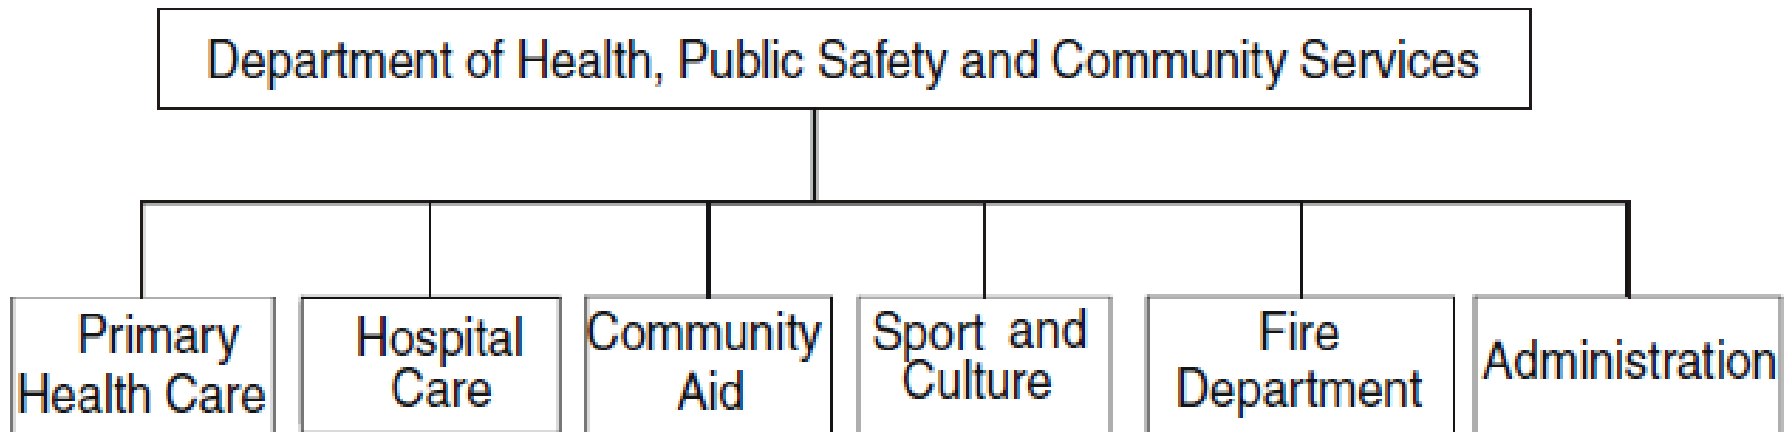 Department of Health, Public Safety and Community Services
Primary
Health Care
Hospital
Care
Community
Aid
Sport and
Culture
Fire
Department
Administration